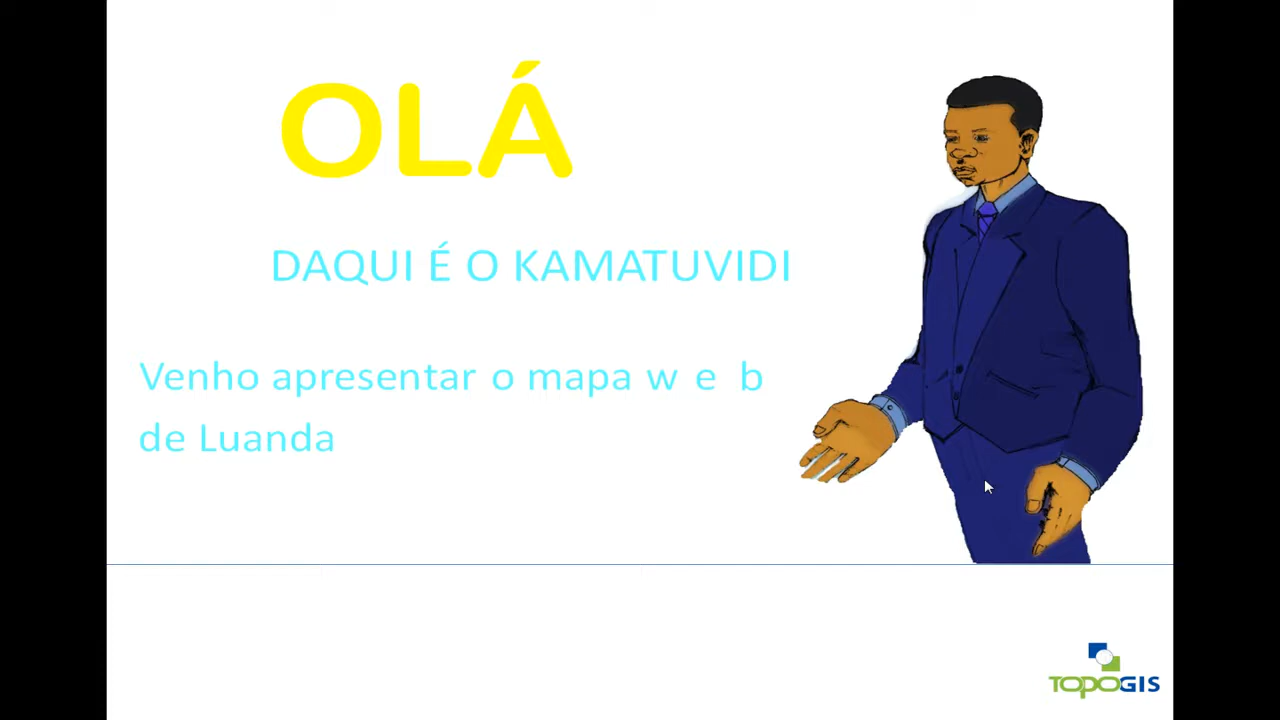 OLÁ
DAQUI É O KAMATUVIDI
Venho apresentar o mapa w e b
de Luanda
TOPOGIS